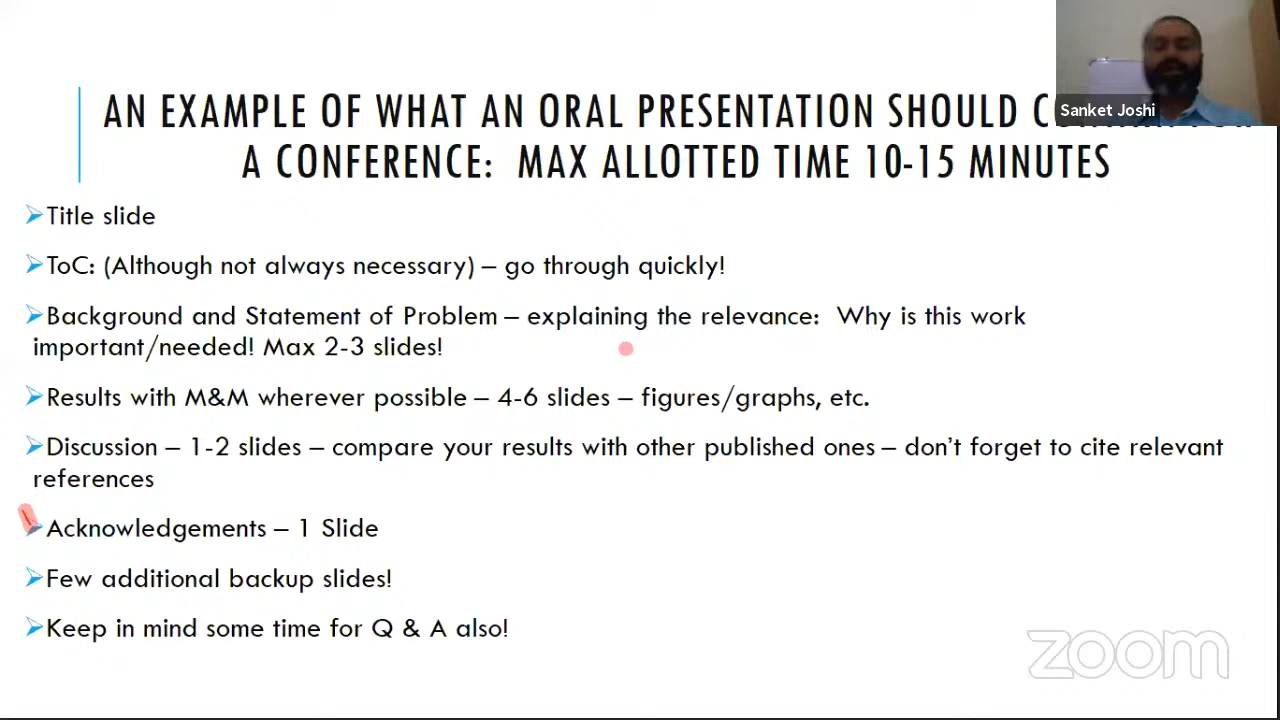 AN EXAMPLE OF WHAT AN ORAL PRESENTATION SHOULD
A CONFERENCE: MAX ALLOTTED TIME 10-15 MINUTES
Sanket Joshi
Title slide
ToC: (Although not always necessary) – go through quickly!
Background and Statement of Problem – explaining the relevance: Why is this work
important/needed! Max 2-3 slides!
Results with M&M wherever possible – 4-6 slides – figures/graphs, etc.
Discussion – 1-2 slides – compare your results with other published ones – don't forget to cite relevant
references
Acknowledgements – 1 Slide
Few additional backup slides!
Keep in mind some time for Q & A also!
zoom